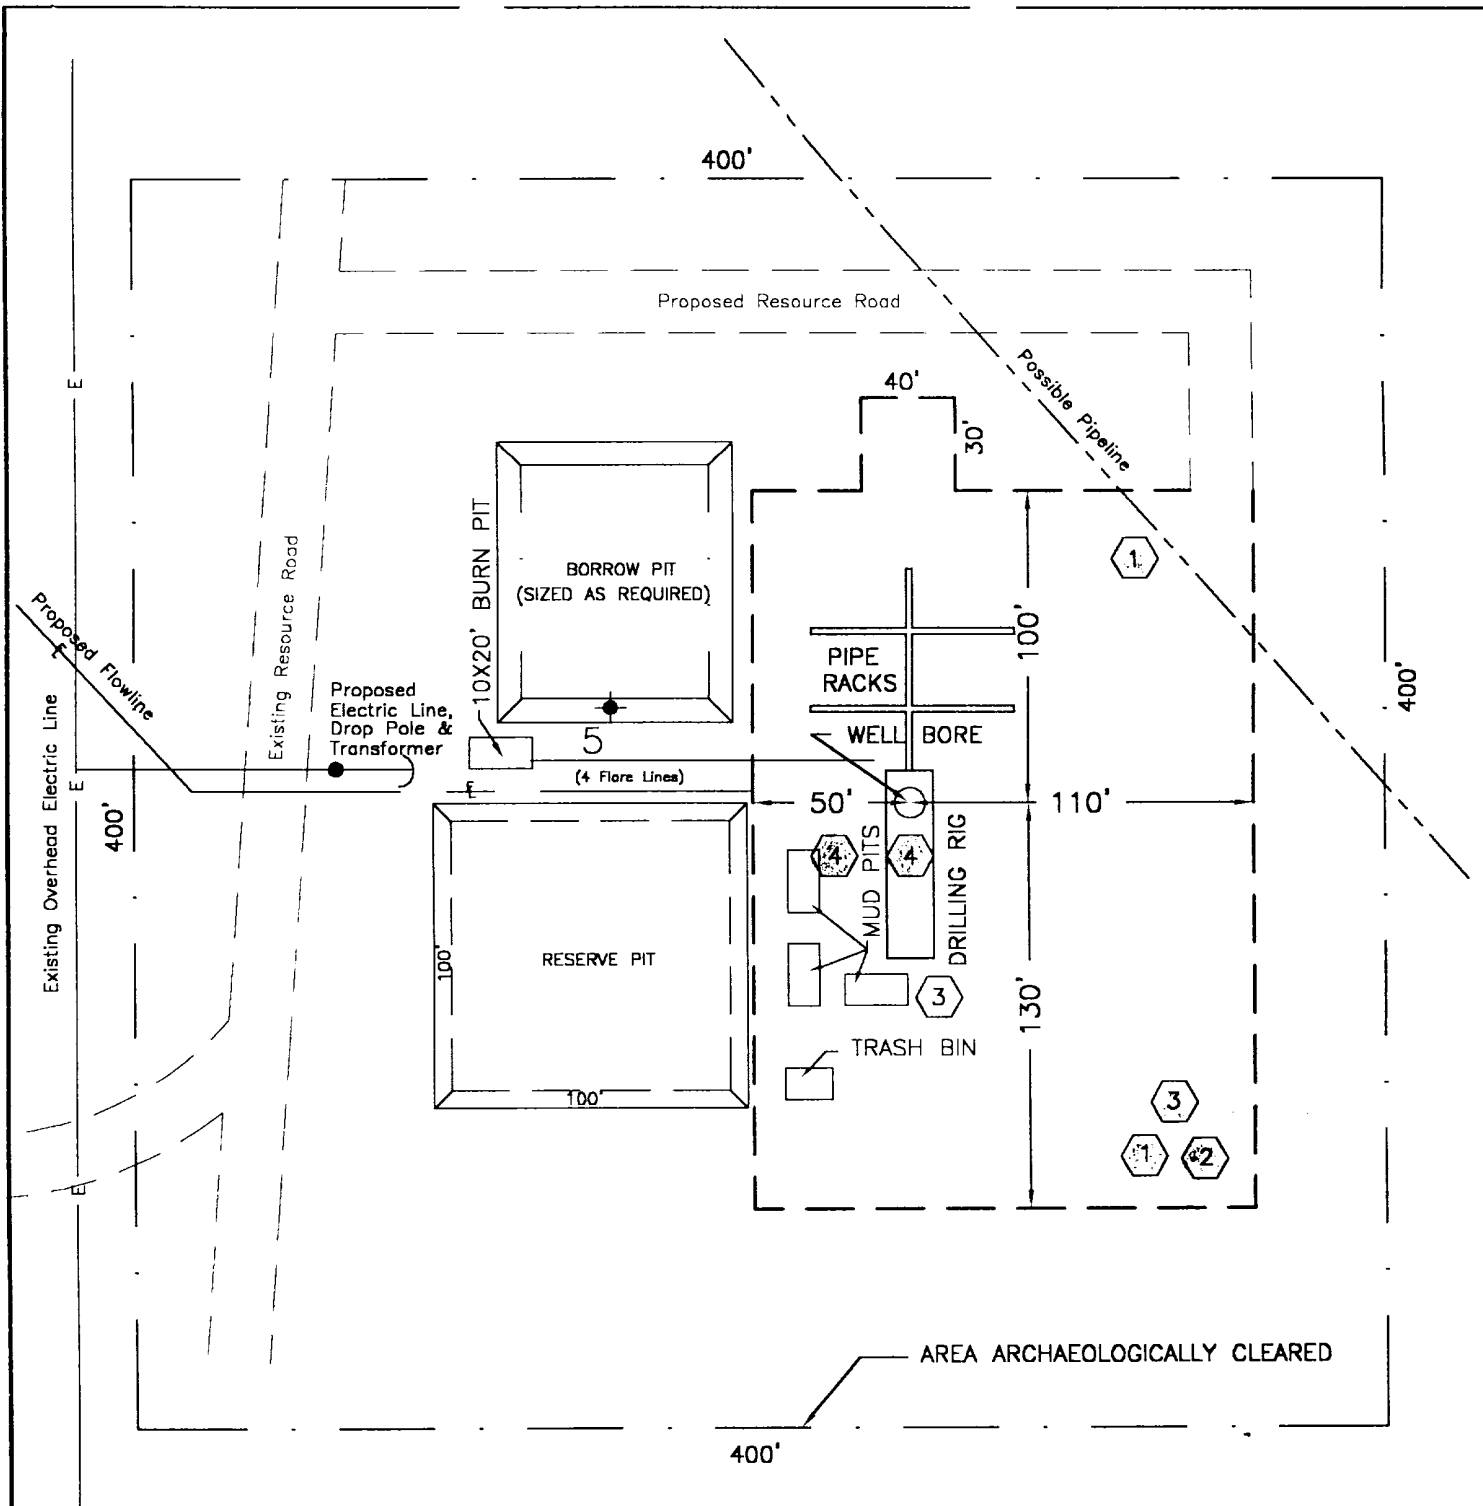 400'
Proposed Resource Road
40'
30'
Possible Pipeline
E
10X20' BURN PIT
BORROW PIT
(SIZED AS REQUIRED)
1
100'
PIPE
RACKS
WELL BORE
Existing Resource Road
Proposed Flowline
E
Proposed
Electric Line,
Drop Pole &
Transformer
5
(4 Flare Lines)
E
E
400'
400'
Existing Overhead Electric Line
50'
110'
4
4
MUD PITS
DRILLING RIG
100'
RESERVE PIT
3
130'
TRASH BIN
100'
3
1
2
E
AREA ARCHAEOLOGICALLY CLEARED
400'